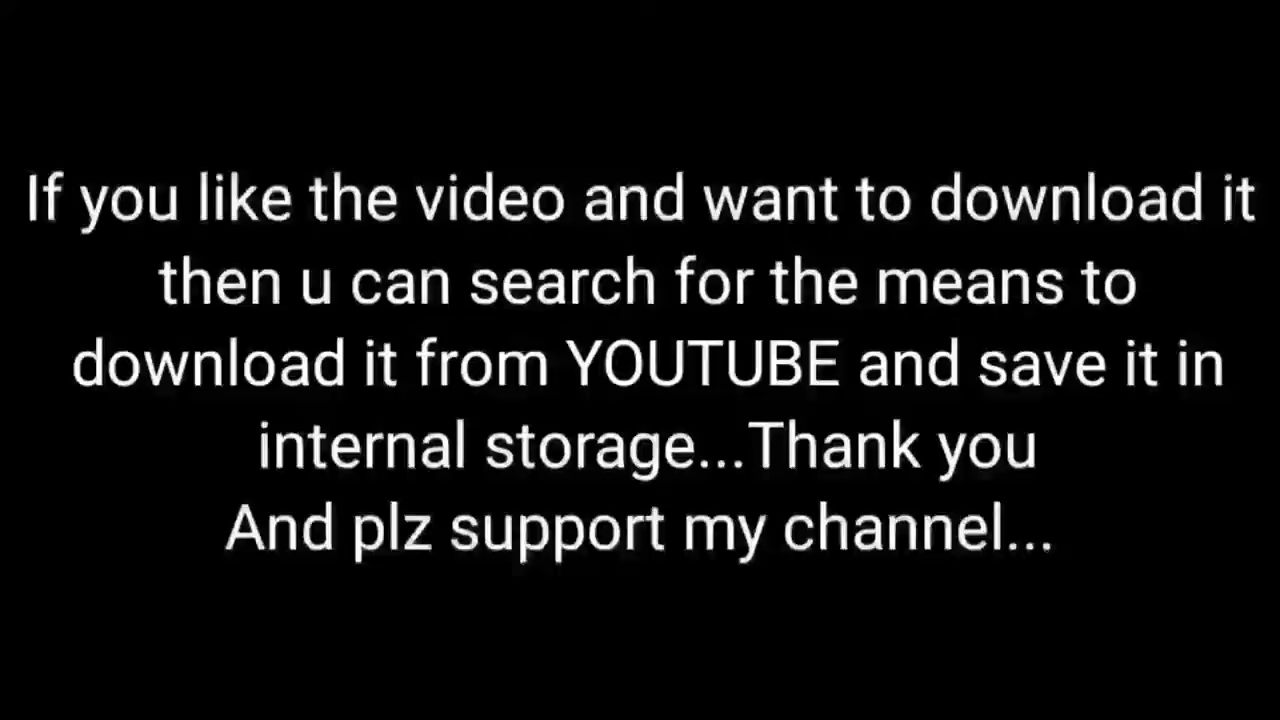 If you like the video and want to download it
then u can search for the means to
download it from YOUTUBE and save it in
internal storage...Thank you
And plz support my channel...